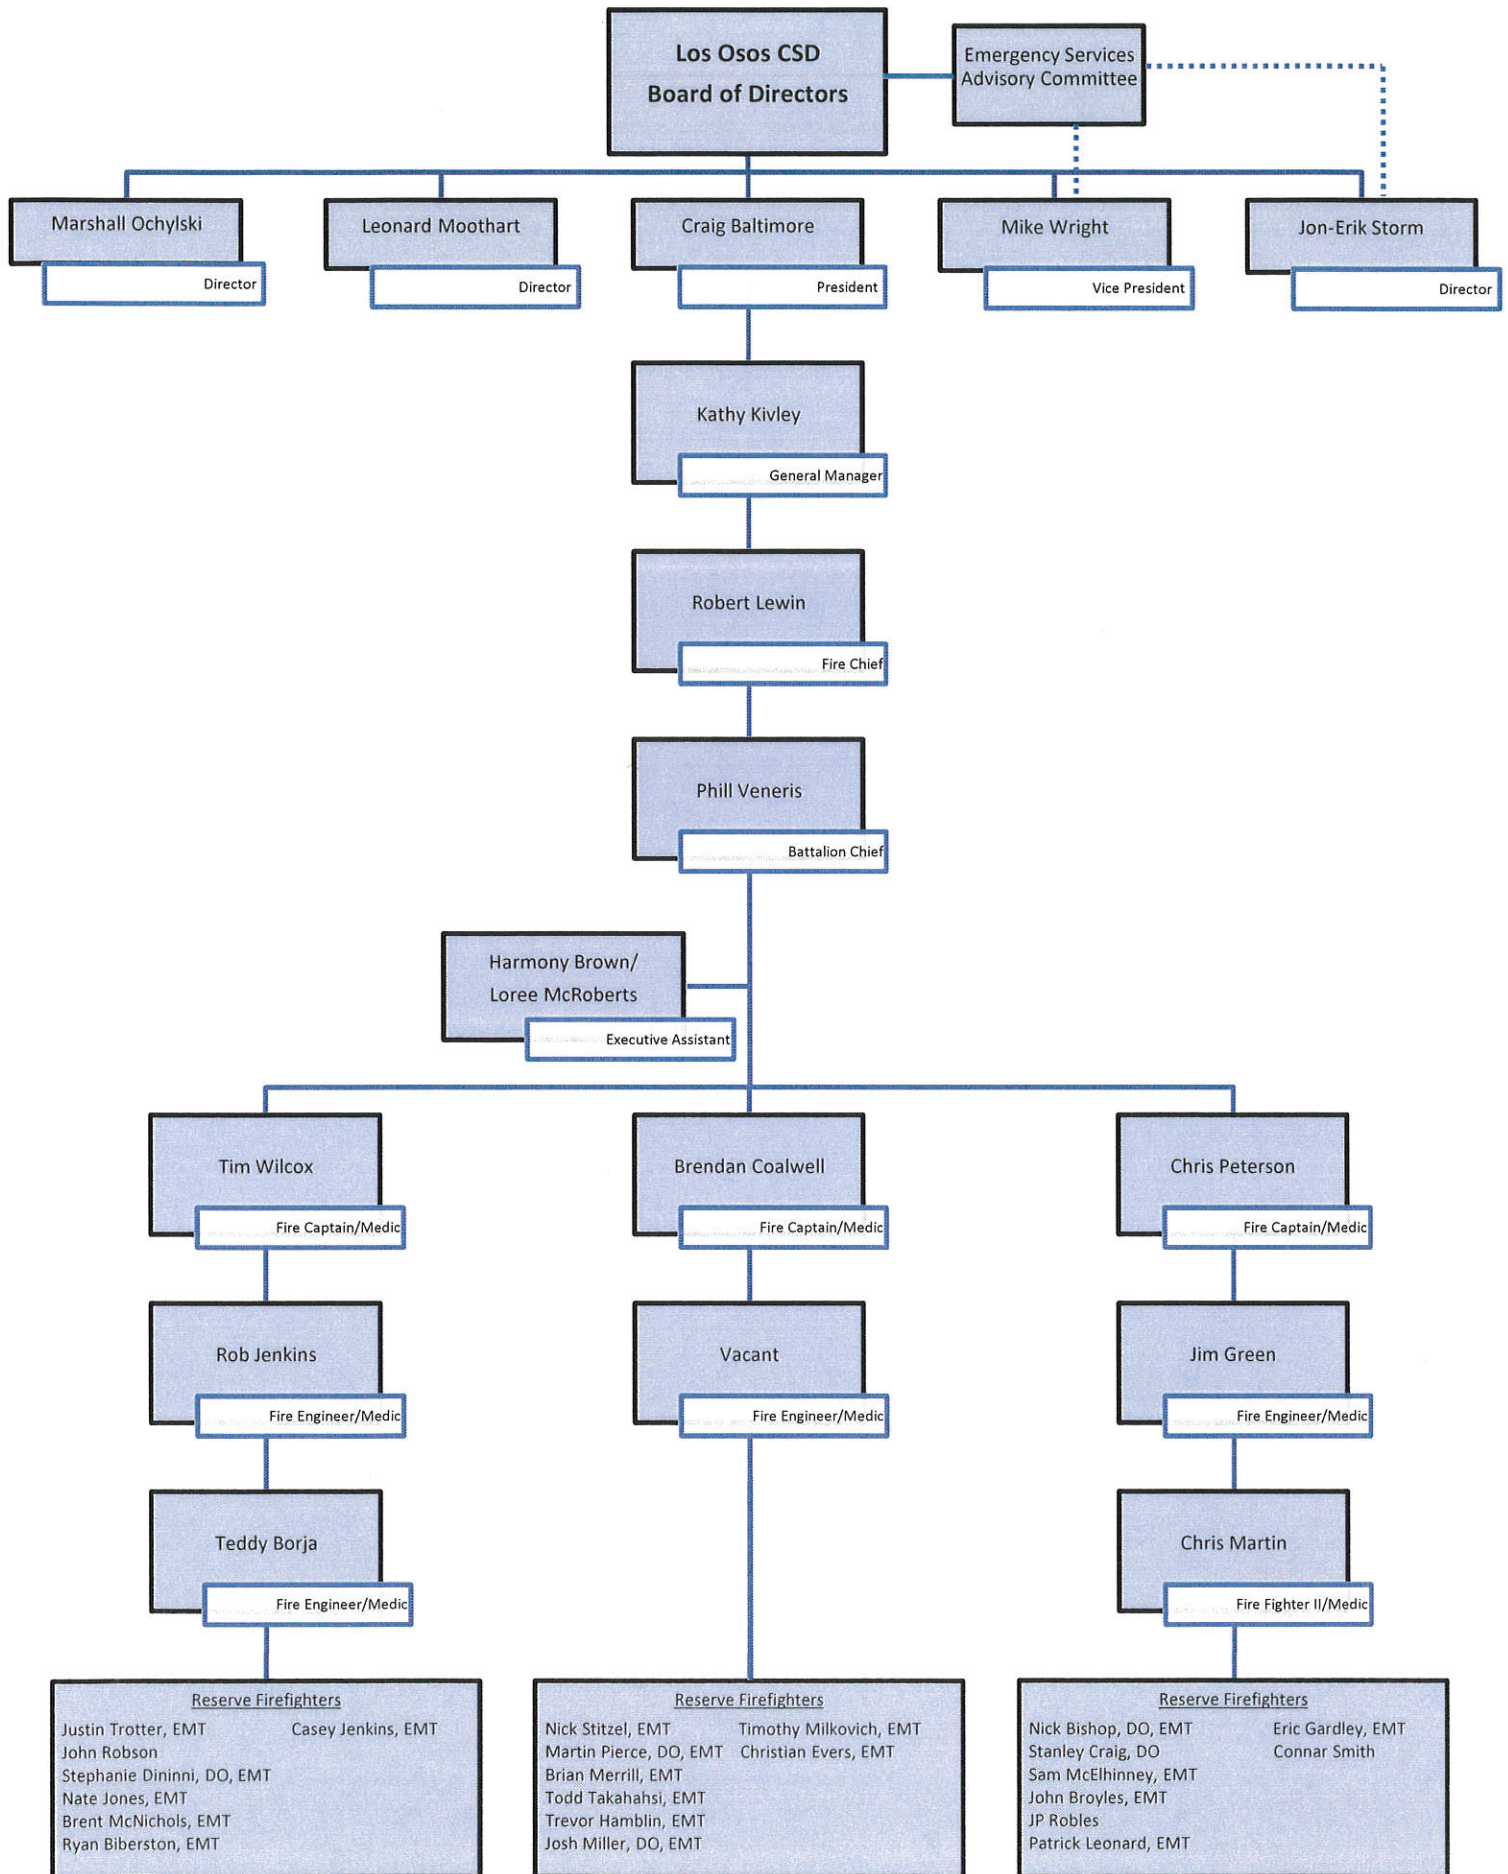 Los Osos CSD
Board of Directors
Emergency Services
Advisory Committee
Marshall Ochylski
Director
Leonard Moothart
Director
Craig Baltimore
President
Mike Wright
Vice President
Jon-Erik Storm
Director
Kathy Kivley
General Manager
Robert Lewin
Fire Chief
Phill Veneris
Battalion Chief
Harmony Brown/
Loree McRoberts
Executive Assistant
Tim Wilcox
Fire Captain/Medic
Brendan Coalwell
Fire Captain/Medic
Chris Peterson
Fire Captain/Medic
Rob Jenkins
Fire Engineer/Medic
Vacant
Fire Engineer/Medic
Jim Green
Fire Engineer/Medic
Teddy Borja
Fire Engineer/Medic
Chris Martin
Fire Fighter II/Medic
Reserve Firefighters
Justin Trotter, EMT
John Robson
Stephanie Dininni, DO, EMT
Nate Jones, EMT
Brent McNichols, EMT
Ryan Biberston, EMT
Casey Jenkins, EMT
Reserve Firefighters
Nick Stitzel, EMT
Martin Pierce, DO, EMT
Brian Merrill, EMT
Todd Takahahsi, EMT
Trevor Hamblin, EMT
Josh Miller, DO, EMT
Timothy Milkovich, EMT
Christian Evers, EMT
Reserve Firefighters
Nick Bishop, DO, EMT
Stanley Craig, DO
Sam McElhinney, EMT
John Broyles, EMT
JP Robles
Patrick Leonard, EMT
Eric Gardley, EMT
Connar Smith